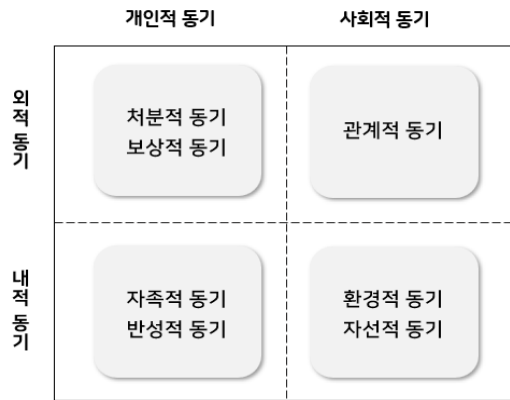 개인적 동기
사회적 동기
외적 동기
처분적 동기
보상적 동기
관계적 동기
내적 동기
자족적 동기
반성적 동기
환경적 동기
자선적 동기